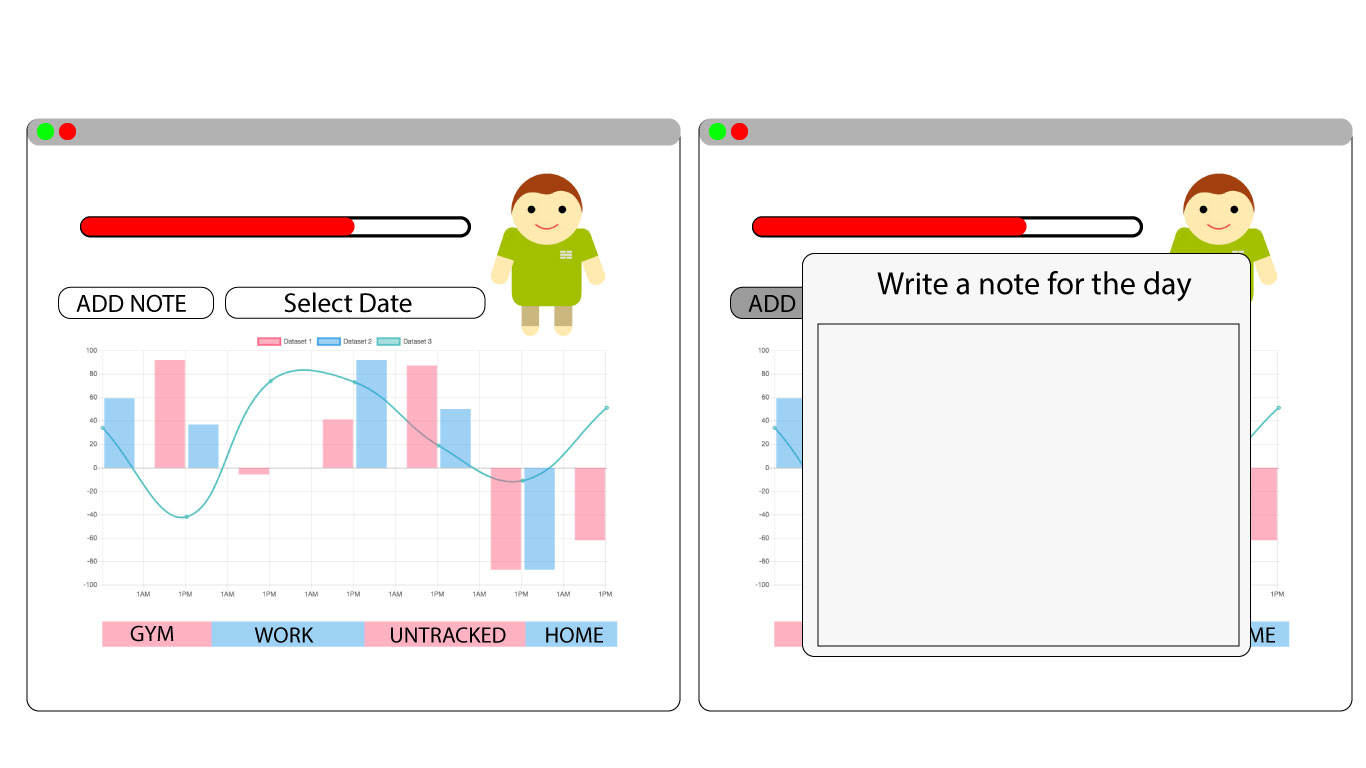 ADD NOTE
Select Date
Dataset 1 Dataset 2 Dataset 3
100
80
60
40
20
0
-20
-40
-60
-80
-100
1AM 1PM 1AM 1PM 1AM 1PM 1AM 1PM 1AM 1PM 1AM 1PM
GYM WORK UNTRACKED HOME
Write a note for the day
ADD
100
80
60
40
20
0
-20
-40
-60
-80
-100
1PM
ME